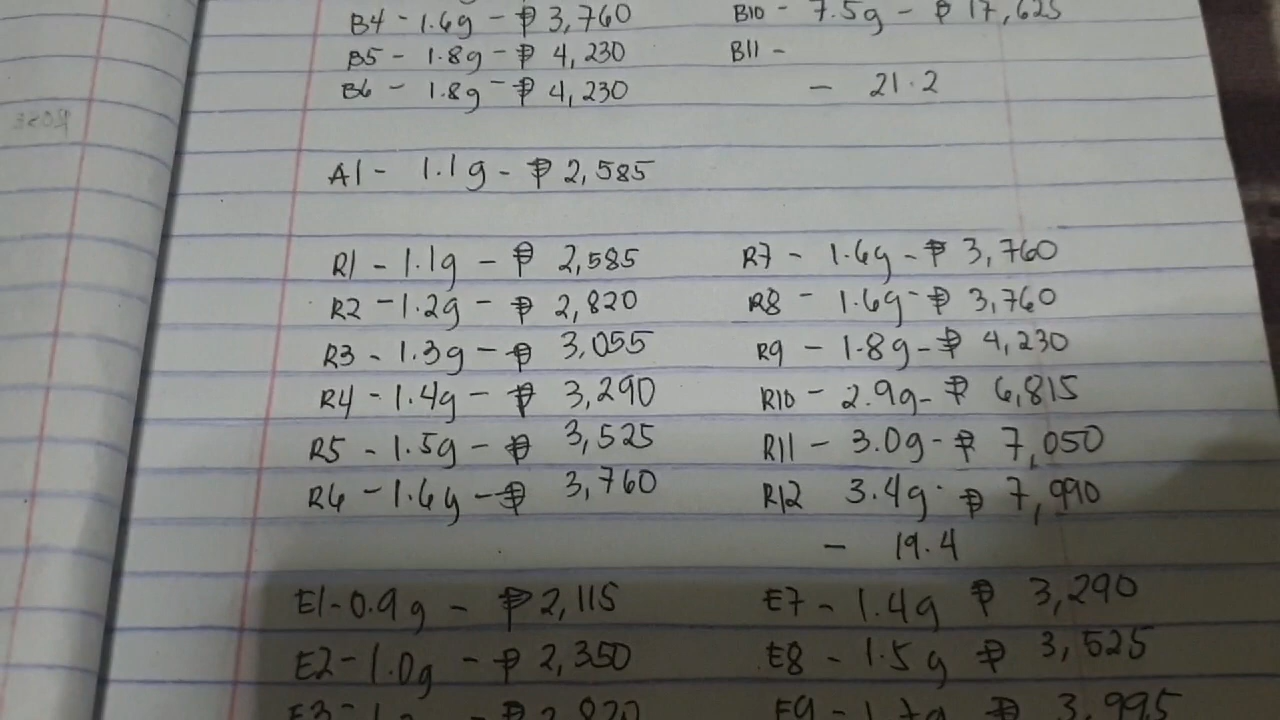 B4 - 1.6g - ₱ 3,760
B5 - 1.8g - ₱ 4,230
B6 - 1.8g - ₱ 4,230
B10 - 7.5g - ₱ 17,625
B11 -
- 21.2
A1 - 1.1g - ₱ 2,585
R1 - 1.1g - ₱ 2,585
R2 - 1.2g - ₱ 2,820
R3 - 1.3g - ₱ 3,055
R4 - 1.4g - ₱ 3,290
R5 - 1.5g - ₱ 3,525
R6 - 1.6g - ₱ 3,760
R7 - 1.6g - ₱ 3,760
R8 - 1.6g - ₱ 3,760
R9 - 1.8g - ₱ 4,230
R10 - 2.9g - ₱ 6,815
R11 - 3.0g - ₱ 7,050
R12 3.4g - ₱ 7,990
- 19.4
E1 - 0.9g - ₱ 2,115
E2 - 1.0g - ₱ 2,350
E7 - 1.4g ₱ 3,290
E8 - 1.5g ₱ 3,525
E9 - 1.7g ₱ 3,995